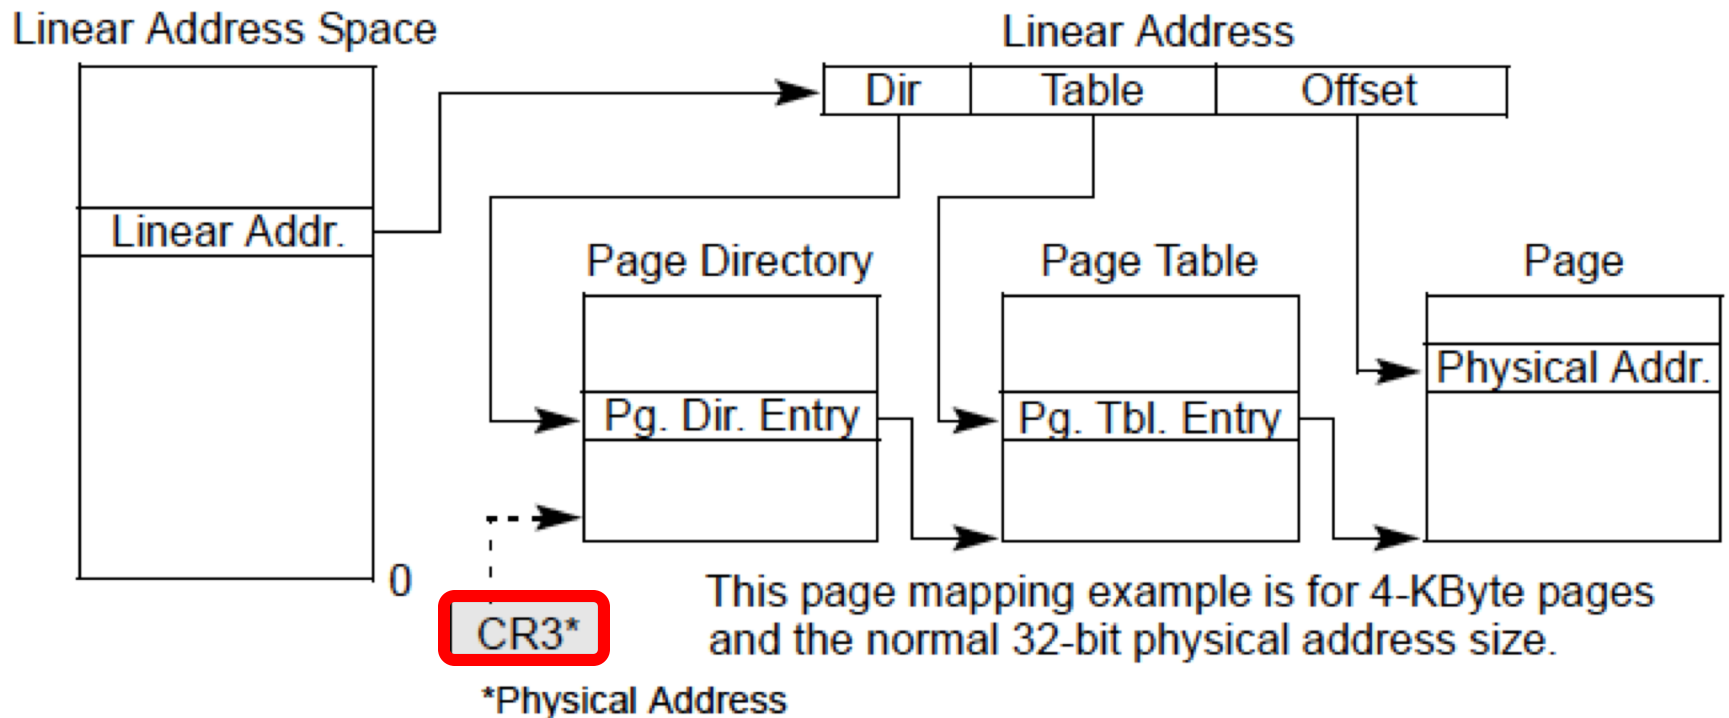 Linear Address Space
Linear Address
Dir
Table
Offset
Linear Addr.
Page Directory
Page Table
Page
Physical Addr.
Pg. Dir. Entry
Pg. Tbl. Entry
0
This page mapping example is for 4-KByte pages
and the normal 32-bit physical address size.
CR3*
*Physical Address